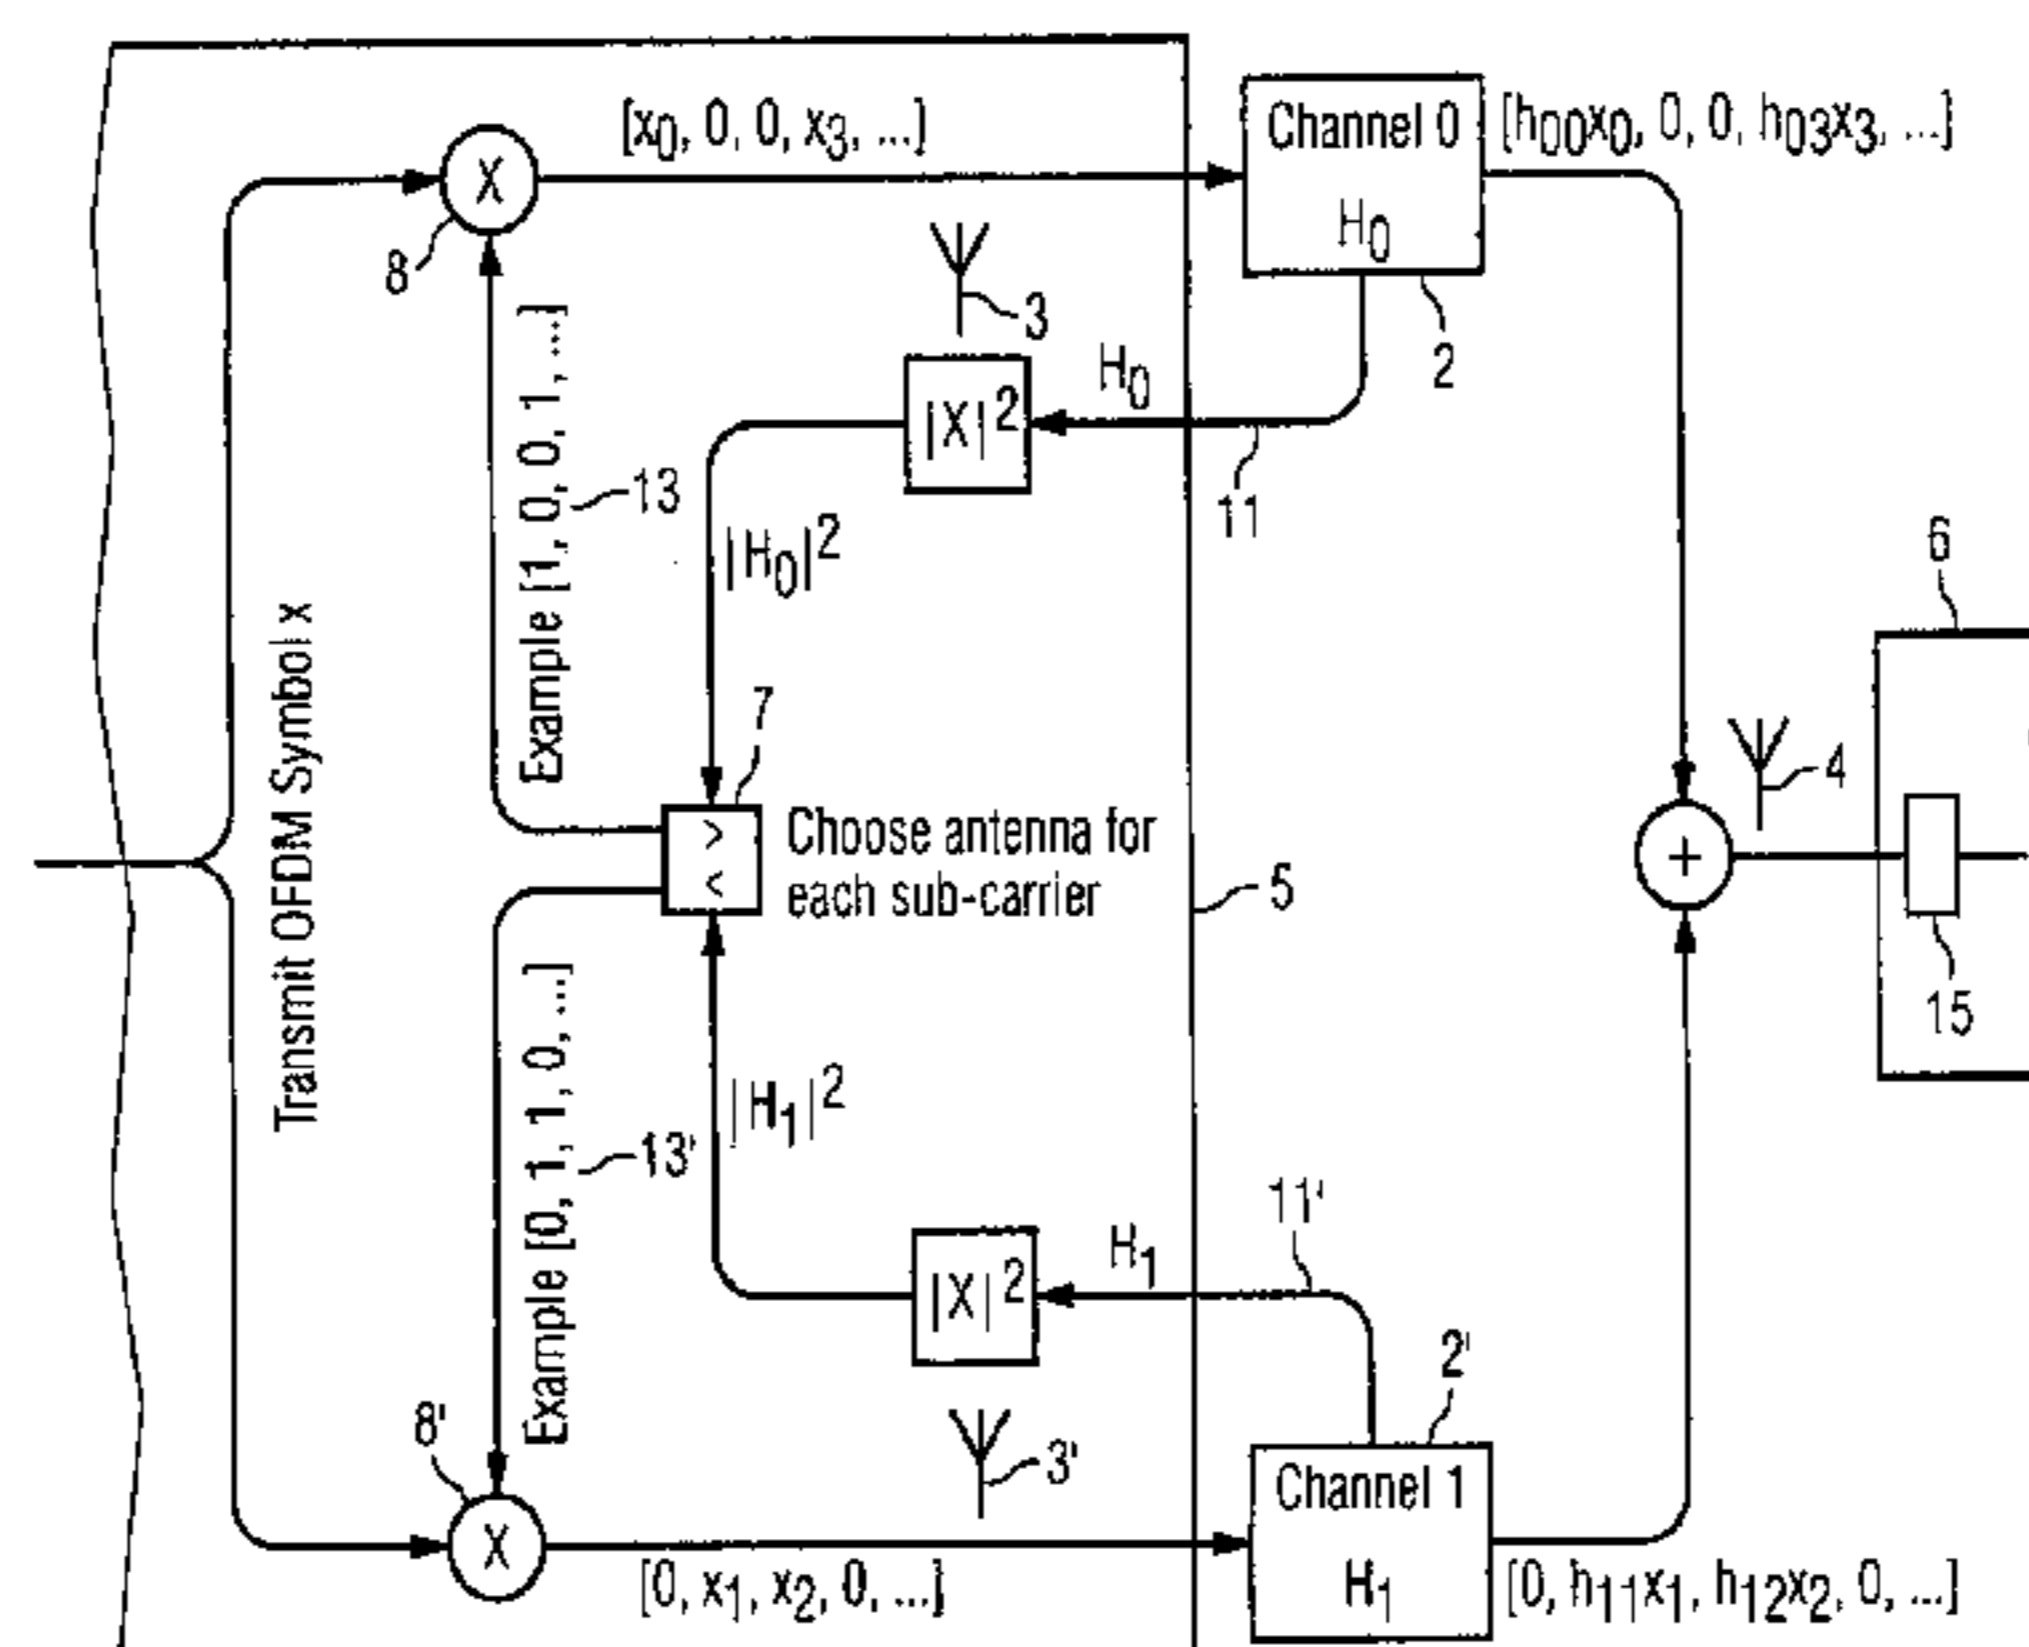 [x0, 0, 0, x3, ...]
Channel 0
H0
[h00x0, 0, 0, h03x3, ...]
X
8
3
2
H0
|X|2
11
Example [1, 0, 0, 1, ...]
13
|H0|2
6
Transmit OFDM Symbol x
7
>
<
Choose antenna for
each sub-carrier
5
4
+
15
Example [0, 1, 1, 0, ...]
13'
|H1|2
11'
H1
|X|2
2'
8'
3'
X
Channel 1
H1
[0, x1, x2, 0, ...]
[0, h11x1, h12x2, 0, ...]